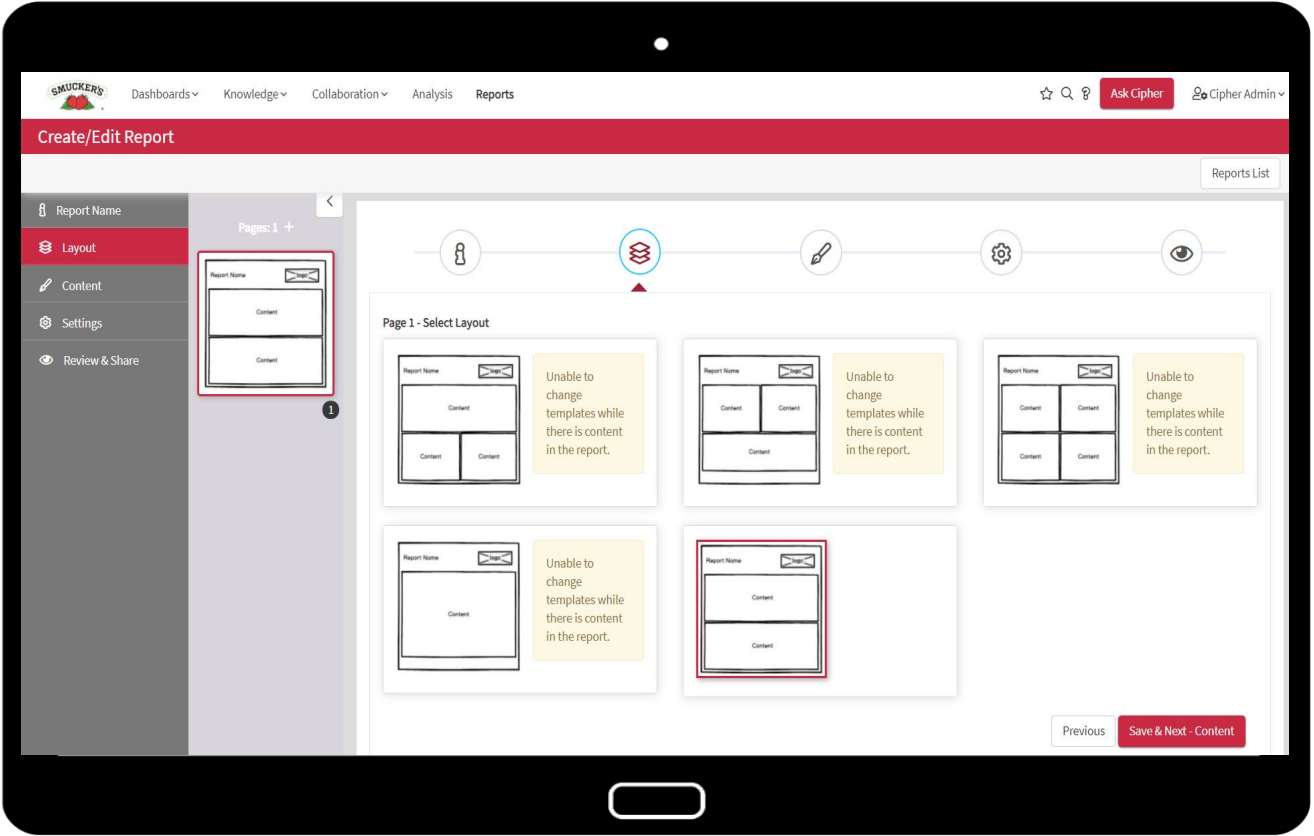 SMUCKER'S
Dashboards
Knowledge
Collaboration
Analysis
Reports
Ask Cipher
Cipher Admin
Create/Edit Report
Reports List
Report Name
Layout
Content
Settings
Review & Share
Pages: 1 +
Report Name
logo
Content
Content
1
Page 1 - Select Layout
Report Name
logo
Content
Content
Content
Unable to
change
templates while
there is content
in the report.
Report Name
logo
Content
Content
Content
Unable to
change
templates while
there is content
in the report.
Report Name
logo
Content
Content
Content
Content
Unable to
change
templates while
there is content
in the report.
Report Name
logo
Content
Unable to
change
templates while
there is content
in the report.
Report Name
logo
Content
Content
Previous
Save & Next - Content